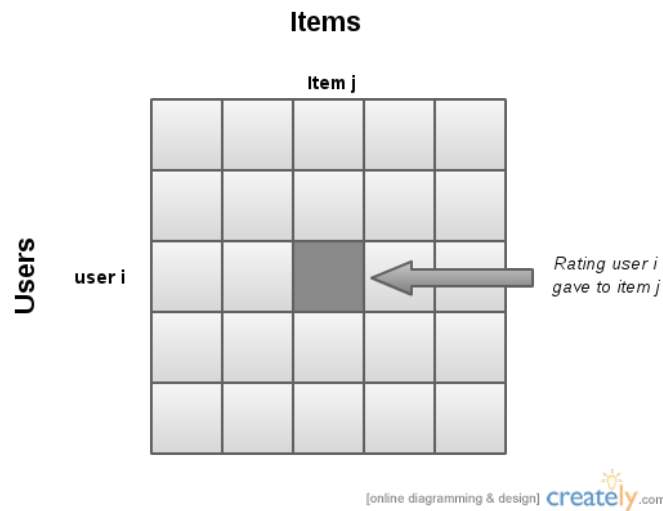 Items
Item j
Users
user i
Rating user i
gave to item j
[online diagramming & design] creately.com